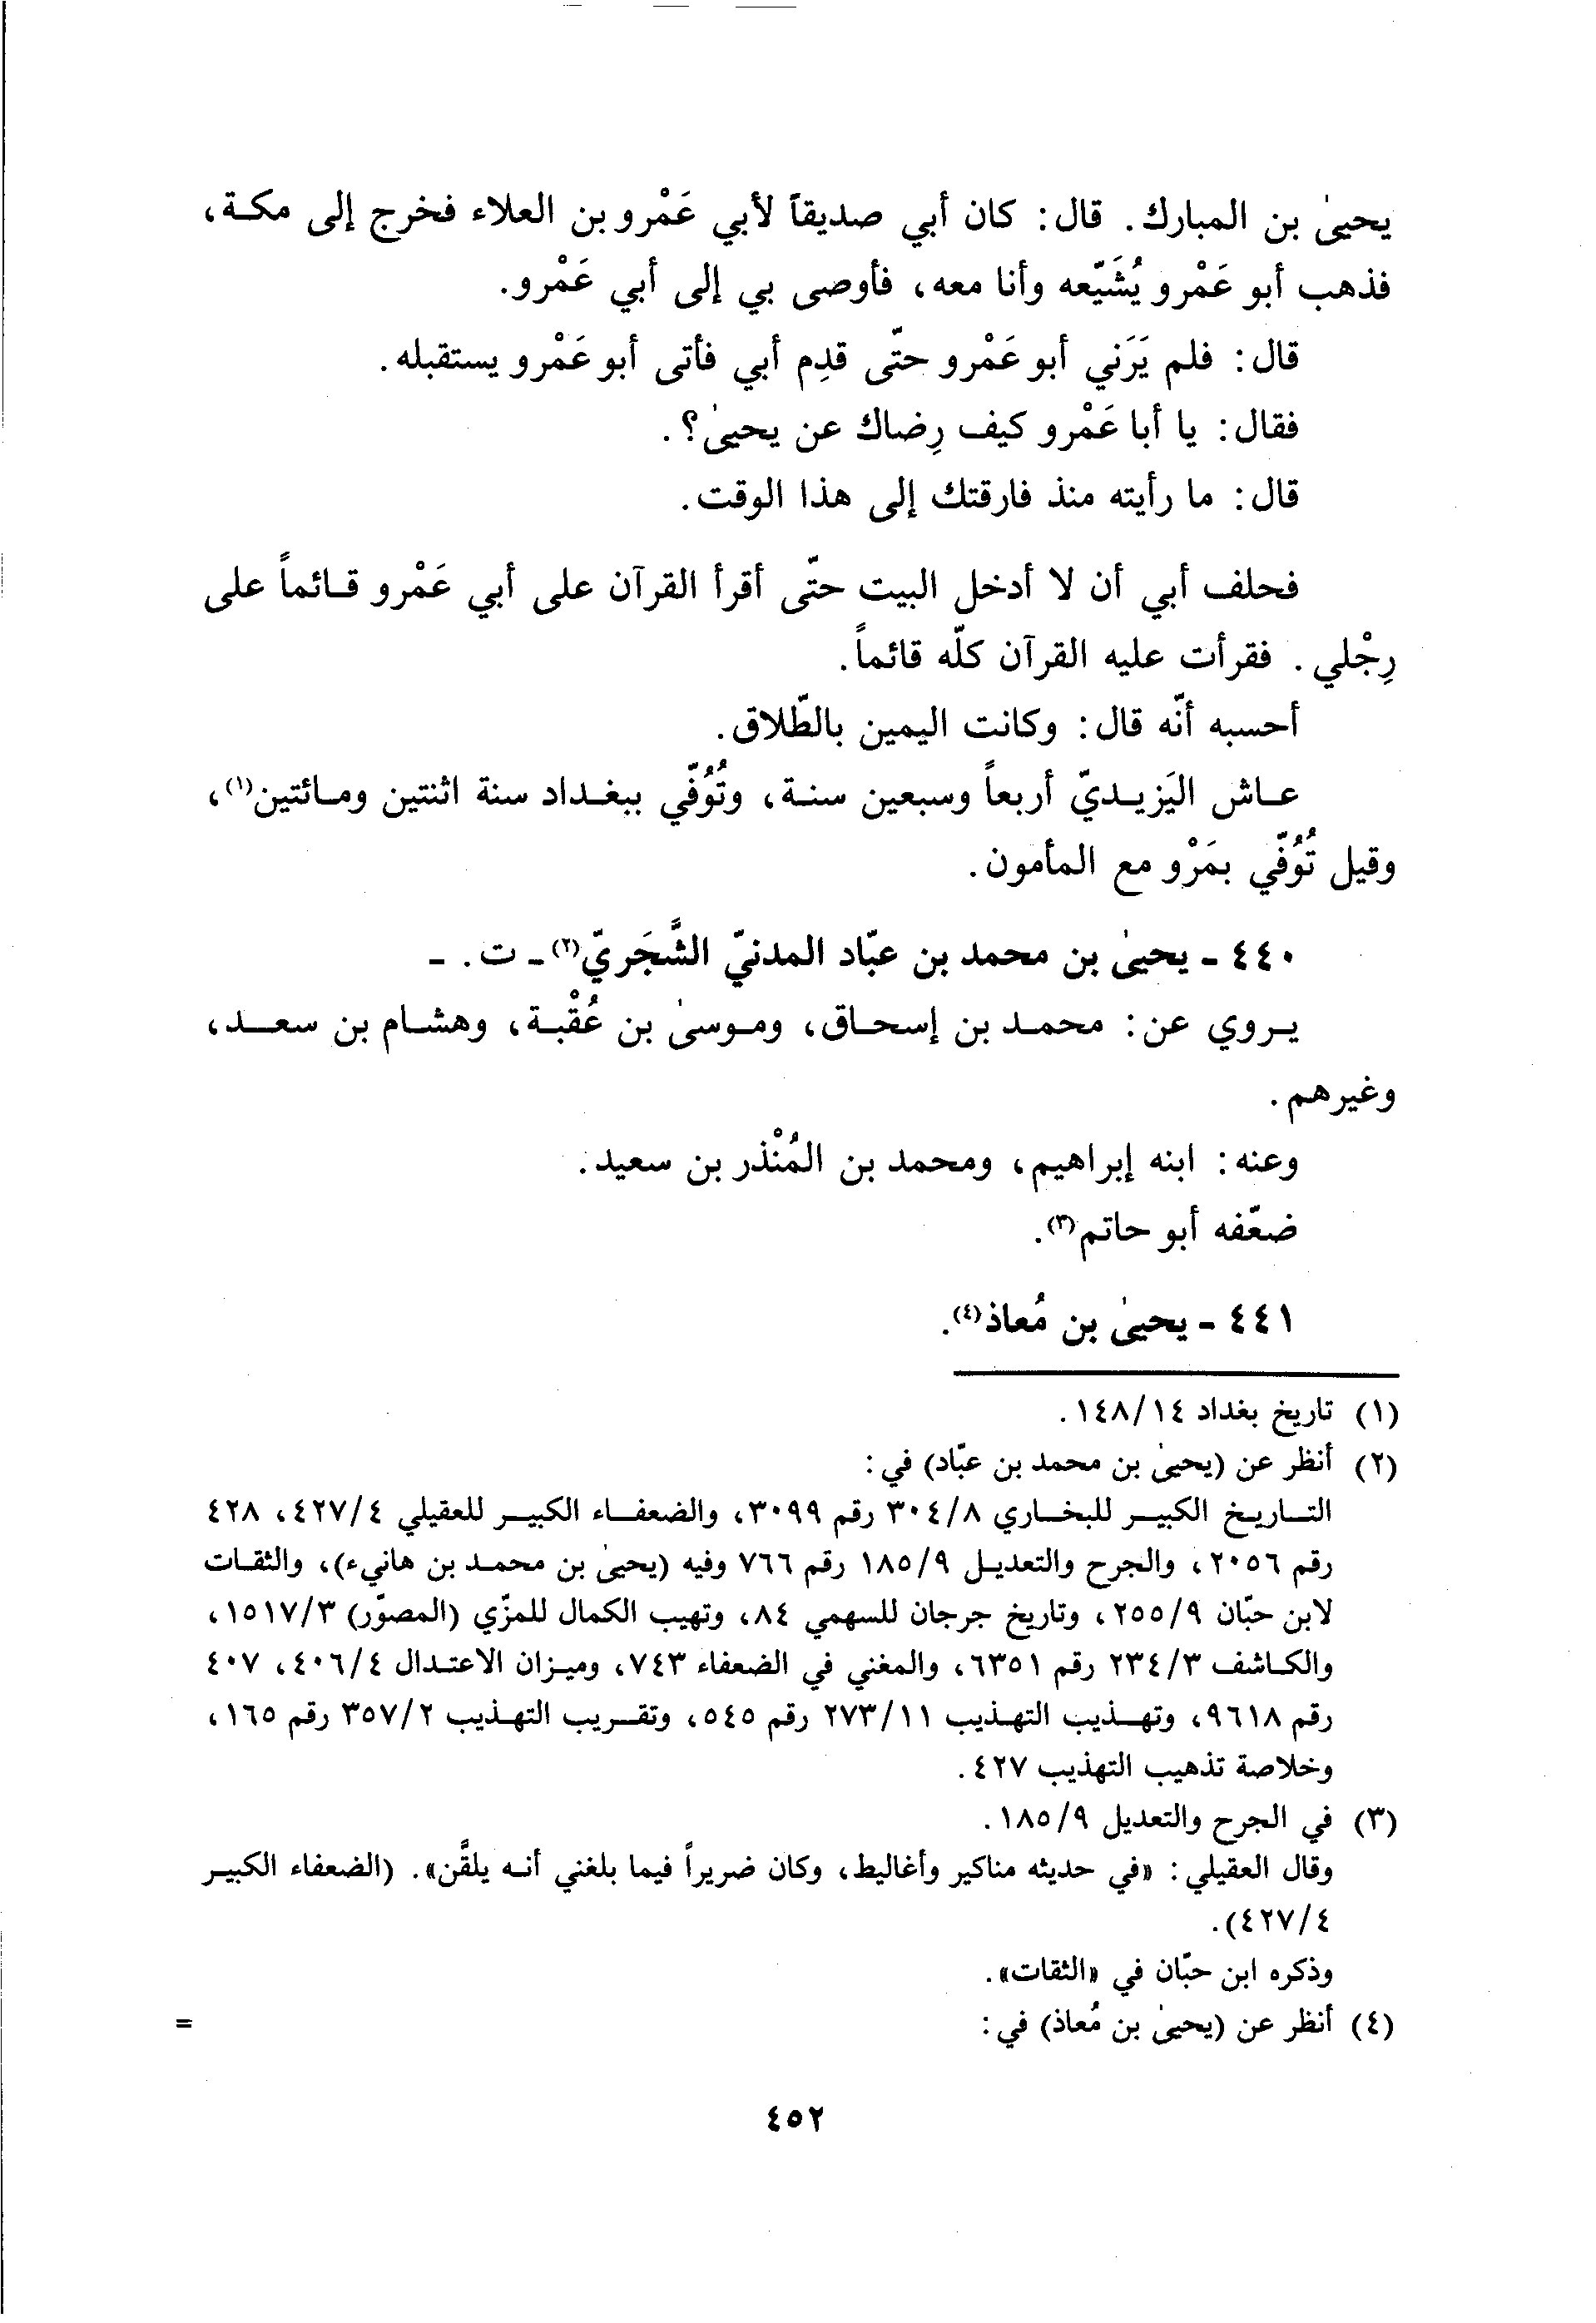 يحيىٰ بن المبارك. قال: كان أبي صديقاً لأبي عَمْرو بن العلاء فخرج إلى مكة،
فذهب أبو عَمْرو يُشَيّعه وأنا معه، فأوصى بي إلى أبي عَمْرو.
قال: فلم يَرَني أبو عَمْرو حتّى قدِم أبي فأتى أبو عَمْرو يستقبله.
فقال: يا أبا عَمْرو كيف رِضاك عن يحيىٰ؟.
قال: ما رأيته منذ فارقتك إلى هذا الوقت.
فحلف أبي أن لا أدخل البيت حتّى أقرأ القرآن على أبي عَمْرو قائماً على
رِجْلي. فقرأت عليه القرآن كلّه قائماً.
أحسبه أنّه قال: وكانت اليمين بالطّلاق.
عاش اليَزيديّ أربعاً وسبعين سنة، وتُوُفّي ببغداد سنة اثنتين ومائتين(١)،
وقيل تُوُفّي بمَرْو مع المأمون.
٤٤٠ - يحيىٰ بن محمد بن عبّاد المدنيّ الشَّجَريّ(٢) - ت. -
يروي عن: محمد بن إسحاق، وموسىٰ بن عُقْبة، وهشام بن سعد،
وغيرهم.
وعنه: ابنه إبراهيم، ومحمد بن المُنْذر بن سعيد.
ضعّفه أبو حاتم(٣).
٤٤١ - يحيىٰ بن مُعاذ(٤).
(١) تاريخ بغداد ١٤٨/١٤.
(٢) أنظر عن (يحيىٰ بن محمد بن عبّاد) في:
التاريخ الكبير للبخاري ٣٠٤/٨ رقم ٣٠٩٩، والضعفاء الكبير للعقيلي ٤٢٧/٤، ٤٢٨
رقم ٢٠٥٦، والجرح والتعديل ١٨٥/٩ رقم ٧٦٦ وفيه (يحيىٰ بن محمد بن هانيء)، والثقات
لابن حبّان ٢٥٥/٩، وتاريخ جرجان للسهمي ٨٤، وتهيب الكمال للمزّي (المصوّر) ١٥١٧/٣،
والكاشف ٢٣٤/٣ رقم ٦٣٥١، والمغني في الضعفاء ٧٤٣، وميزان الاعتدال ٤٠٦/٤، ٤٠٧
رقم ٩٦١٨، وتهذيب التهذيب ٢٧٣/١١ رقم ٥٤٥، وتقريب التهذيب ٣٥٧/٢ رقم ١٦٥،
وخلاصة تذهيب التهذيب ٤٢٧.
(٣) في الجرح والتعديل ١٨٥/٩.
وقال العقيلي: «في حديثه مناكير وأغاليط، وكان ضريراً فيما بلغني أنه يلقَّن». (الضعفاء الكبير
٤٢٧/٤).
وذكره ابن حبّان في «الثقات».
(٤) أنظر عن (يحيىٰ بن مُعاذ) في: =
٤٥٢